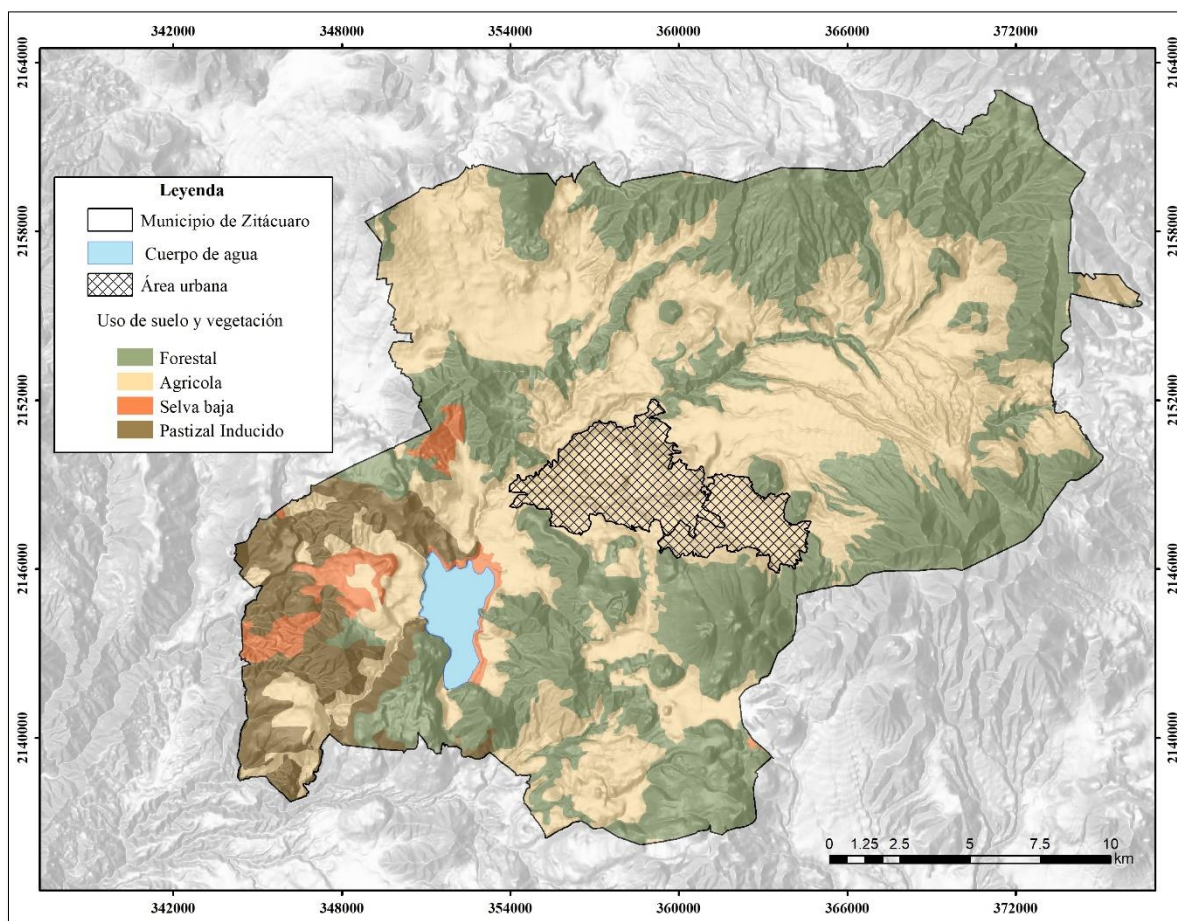 342000 348000 354000 360000 366000 372000
2164000 2164000
Leyenda
Municipio de Zitácuaro
Cuerpo de agua
Área urbana
Uso de suelo y vegetación
Forestal
Agricola
Selva baja
Pastizal Inducido
2158000 2158000
2152000 2152000
2146000 2146000
2140000 2140000
0 1.25 2.5 5 7.5 10
km
342000 348000 354000 360000 366000 372000